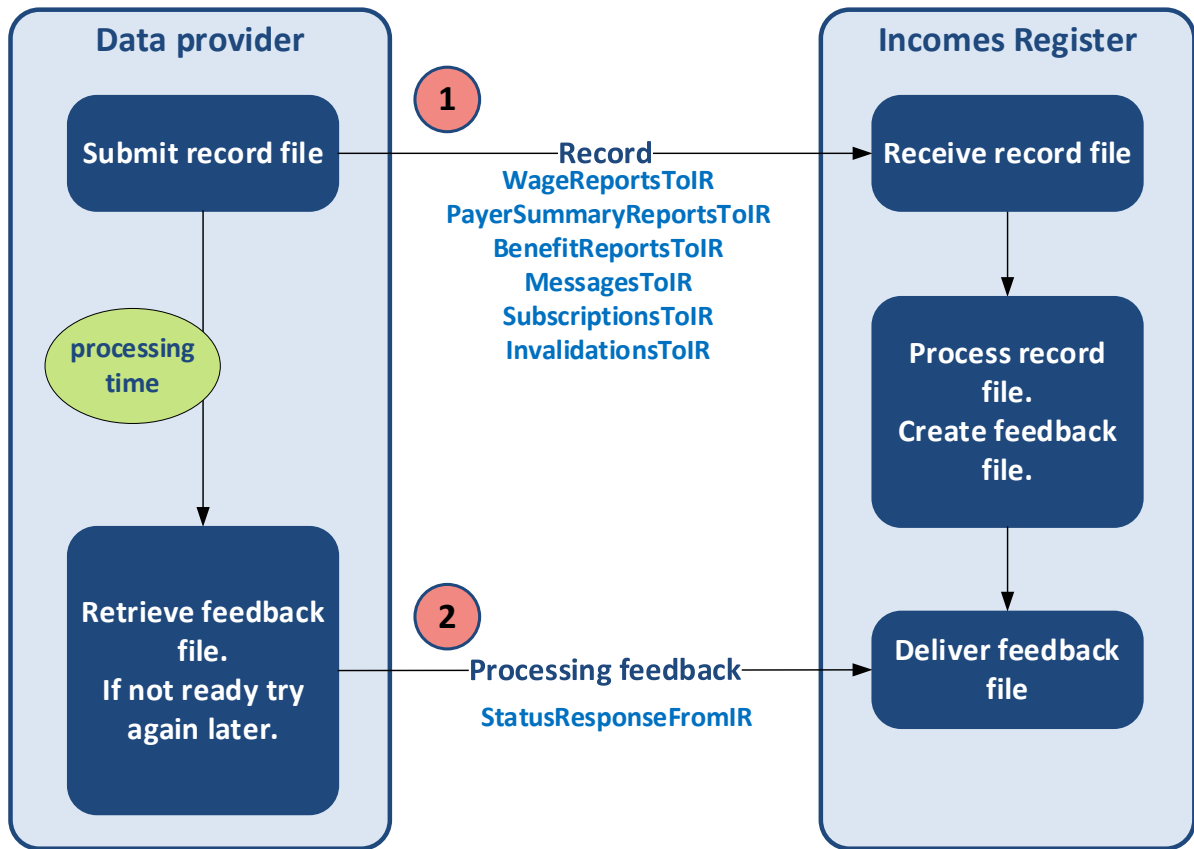 Data provider
Incomes Register
1
Submit record file
Record
Receive record file
WageReportsToIR
PayerSummaryReportsToIR
BenefitReportsToIR
MessagesToIR
SubscriptionsToIR
InvalidationsToIR
processing
time
Process record
file.
Create feedback
file.
2
Retrieve feedback
file.
If not ready try
again later.
Processing feedback
StatusResponseFromIR
Deliver feedback
file